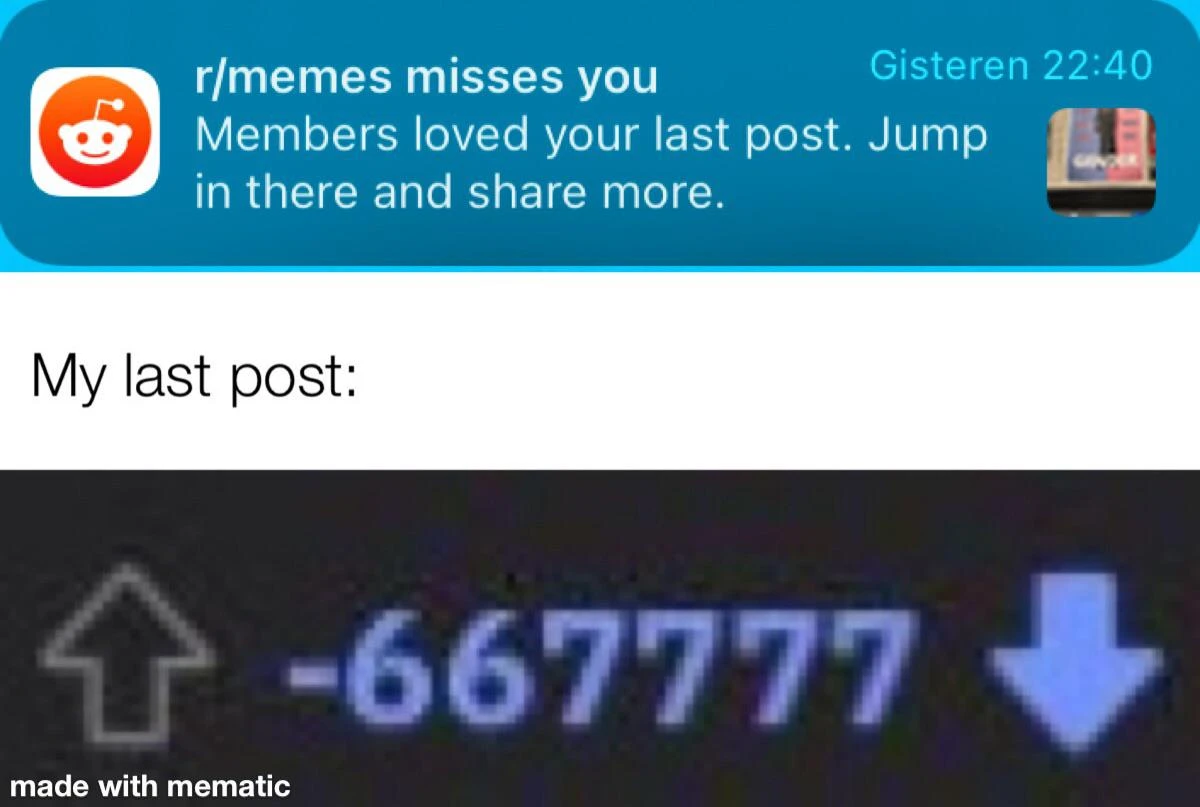 r/memes misses you
Gisteren 22:40
Members loved your last post. Jump
in there and share more.
GENDER
My last post:
-667777
made with mematic